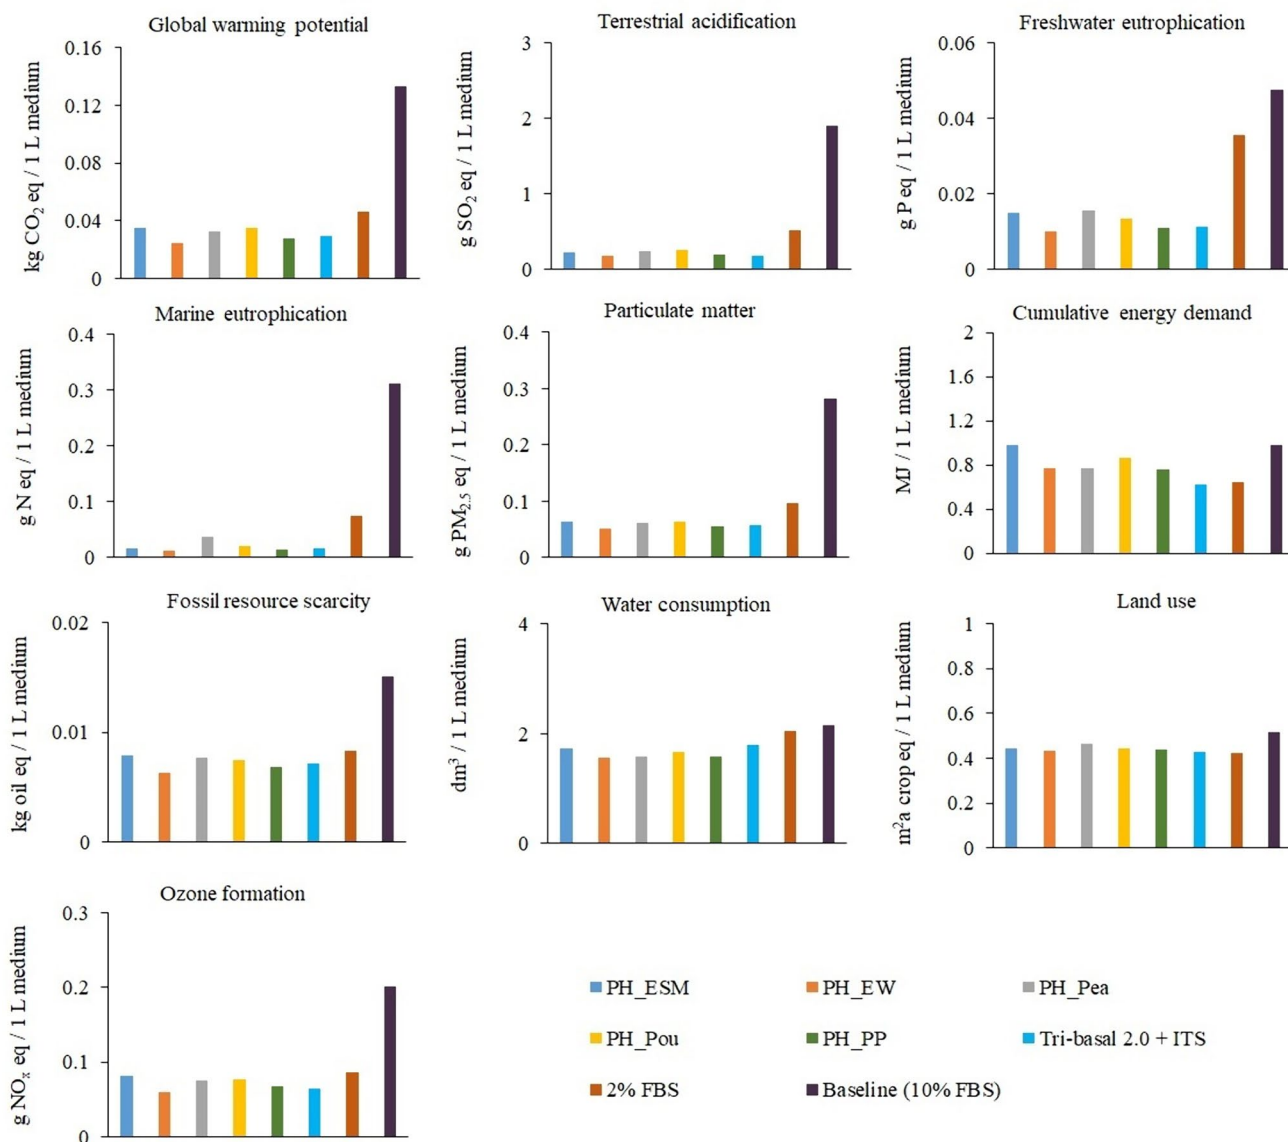 Global warming potential
kg CO₂ eq / 1 L medium
0.16
0.12
0.08
0.04
0
Terrestrial acidification
g SO₂ eq / 1 L medium
3
2
1
0
Freshwater eutrophication
g P eq / 1 L medium
0.06
0.04
0.02
0
Marine eutrophication
g N eq / 1 L medium
0.4
0.3
0.2
0.1
0
Particulate matter
g PM₂.₅ eq / 1 L medium
0.4
0.3
0.2
0.1
0
Cumulative energy demand
MJ / 1 L medium
2
1.6
1.2
0.8
0.4
0
Fossil resource scarcity
kg oil eq / 1 L medium
0.02
0.01
0
Water consumption
dm³ / 1 L medium
4
2
0
Land use
m²a crop eq / 1 L medium
1
0.8
0.6
0.4
0.2
0
Ozone formation
g NOₓ eq / 1 L medium
0.3
0.2
0.1
0
PH_ESM
PH_EW
PH_Pea
PH_Pou
PH_PP
Tri-basal 2.0 + ITS
2% FBS
Baseline (10% FBS)